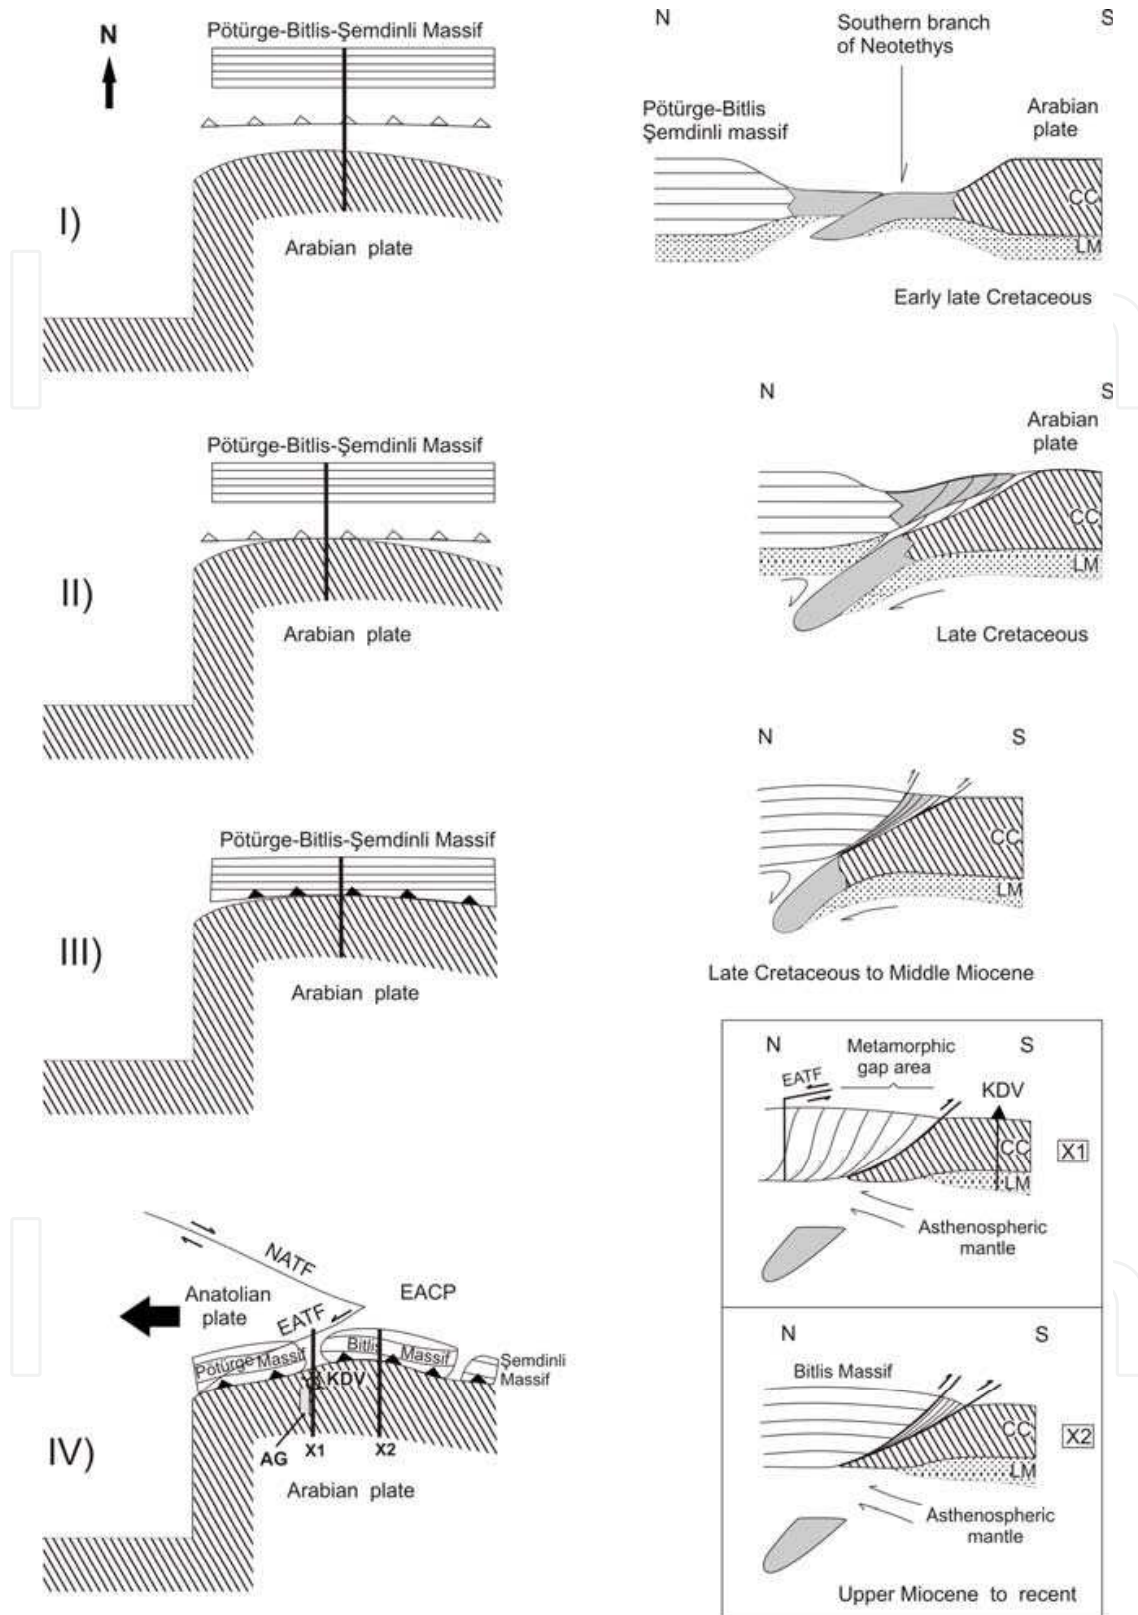 N
Pötürge-Bitlis-Şemdinli Massif
I)
Arabian plate
N
S
Southern branch
of Neotethys
Pötürge-Bitlis
Şemdinli massif
Arabian
plate
CC
LM
Early late Cretaceous
Pötürge-Bitlis-Şemdinli Massif
II)
Arabian plate
N
S
Arabian
plate
CC
LM
Late Cretaceous
Pötürge-Bitlis-Şemdinli Massif
III)
Arabian plate
N
S
CC
LM
Late Cretaceous to Middle Miocene
NATF
Anatolian
plate
EACP
EATF
Pötürge Massif
Bitlis Massif
Şemdinli
Massif
KDV
IV)
AG
X1
X2
Arabian plate
N
S
Metamorphic
gap area
EATF
KDV
CC
LM
X1
Asthenospheric
mantle
N
S
Bitlis Massif
CC
LM
X2
Asthenospheric
mantle
Upper Miocene to recent